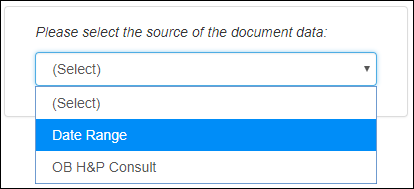 Please select the source of the document data:
(Select)
(Select)
Date Range
OB H&P Consult